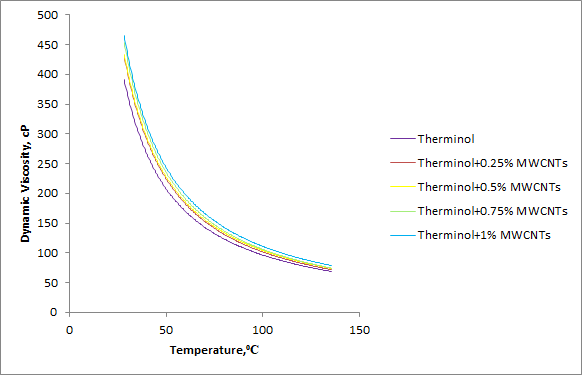 500
450
400
350
300
250
200
150
100
50
0
Dynamic Viscosity, cP
0 50 100 150
Temperature,⁰C
Therminol
Therminol+0.25% MWCNTs
Therminol+0.5% MWCNTs
Therminol+0.75% MWCNTs
Therminol+1% MWCNTs